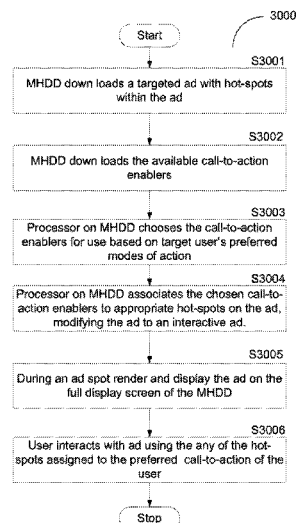 3000
Start
S3001
MHDD down loads a targeted ad with hot-spots
within the ad
S3002
MHDD down loads the available call-to-action
enablers
S3003
Processor on MHDD chooses the call-to-action
enablers for use based on target user's preferred
modes of action
S3004
Processor on MHDD associates the chosen call-to-
action enablers to appropriate hot-spots on the ad,
modifying the ad to an interactive ad.
S3005
During an ad spot render and display the ad on the
full display screen of the MHDD
S3006
User interacts with ad using the any of the hot-
spots assigned to the preferred call-to-action of the
user
Stop